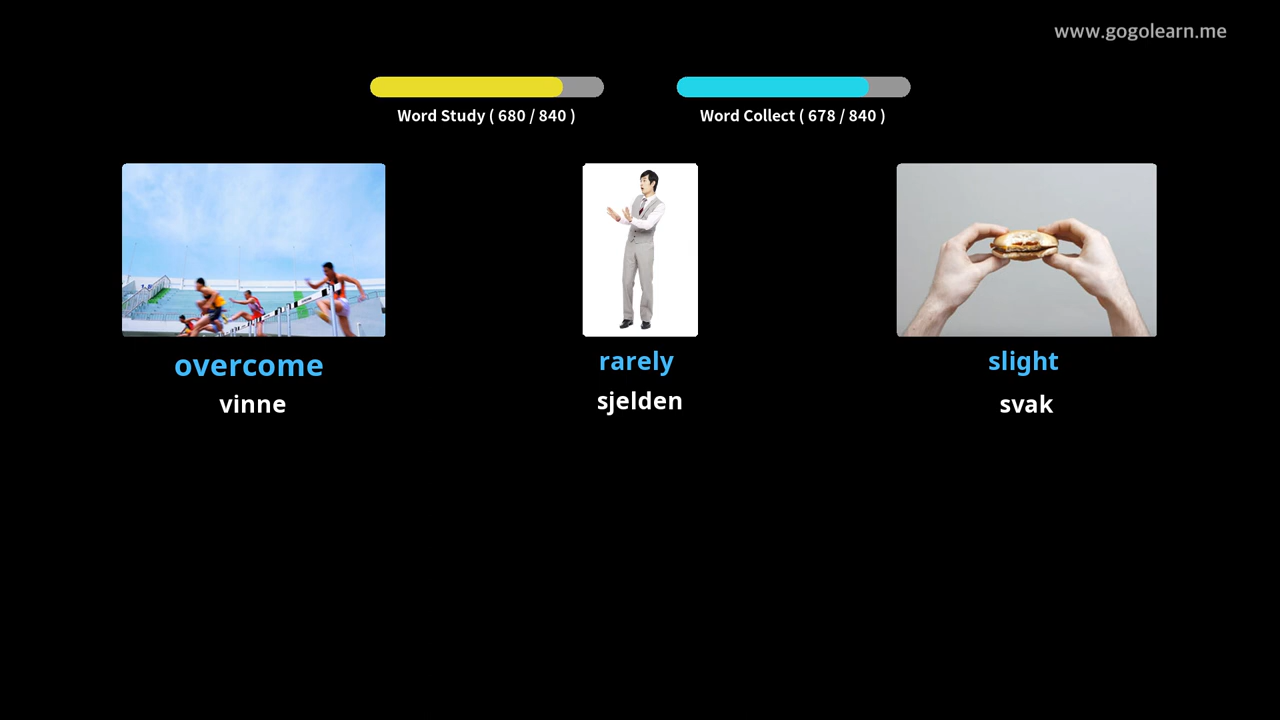 www.gogolearn.me
Word Study ( 680 / 840 )
Word Collect ( 678 / 840 )
overcome
vinne
rarely
sjelden
slight
svak